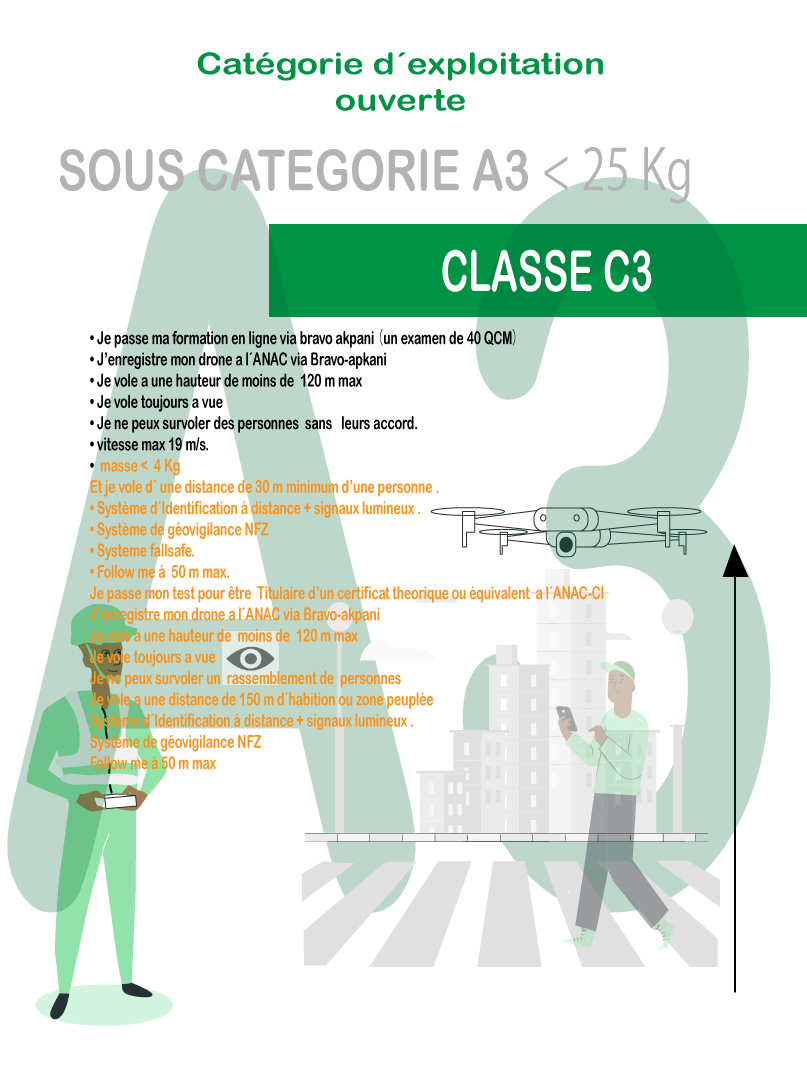 Catégorie d´exploitation
ouverte
SOUS CATEGORIE A3 < 25 Kg
A3
CLASSE C3
• Je passe ma formation en ligne via bravo akpani (un examen de 40 QCM)
• J'enregistre mon drone a l´ANAC via Bravo-apkani
• Je vole a une hauteur de moins de 120 m max
• Je vole toujours a vue
• Je ne peux survoler des personnes sans leurs accord.
• vitesse max 19 m/s.
• masse < 4 Kg
Et je vole d´ une distance de 30 m minimum d'une personne .
• Système d´Identification á distance + signaux lumineux .
• Système de géovigilance NFZ
• Systeme fallsafe.
• Follow me á 50 m max.
Je passe mon test pour être Titulaire d'un certificat theorique ou équivalent a l´ANAC-CI
J'enregistre mon drone a l´ANAC via Bravo-akpani
Je vole a une hauteur de moins de 120 m max
Je vole toujours a vue
Je ne peux survoler un rassemblement de personnes
Je vole a une distance de 150 m d´habition ou zone peuplée
Système d´Identification à distance + signaux lumineux .
Système de géovigilance NFZ
Follow me á 50 m max